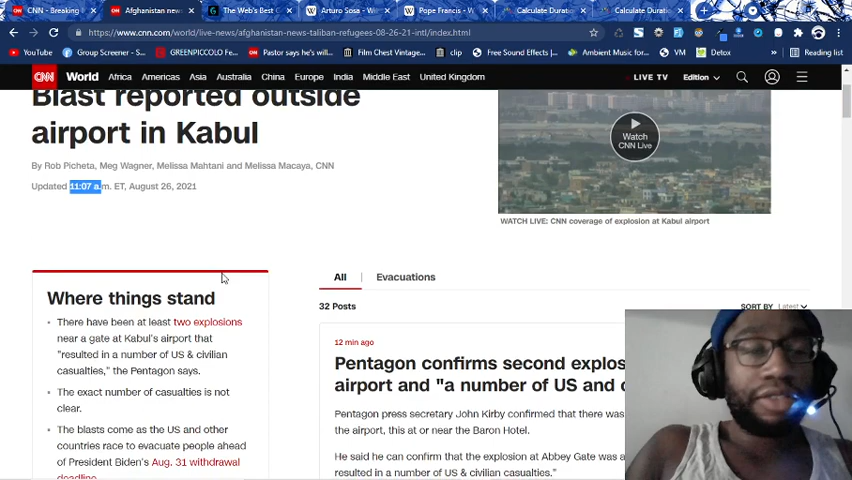 CNN - Breaking
Afghanistan new
The Web's Best C
Arturo Sosa - Wi
Pope Francis - W
Calculate Duratio
Calculate Duratio
https://www.cnn.com/world/live-news/afghanistan-news-taliban-refugees-08-26-21-intl/index.html
YouTube
Group Screener - S...
GREENPICCOLO Fe...
Pastor says he's will...
Film Chest Vintage...
clip
Free Sound Effects |...
Ambient Music for...
VM
Detox
Reading list
CNN World Africa Americas Asia Australia China Europe India Middle East United Kingdom LIVE TV Edition
Blast reported outside
airport in Kabul
By Rob Picheta, Meg Wagner, Melissa Mahtani and Melissa Macaya, CNN
Updated 11:07 a.m. ET, August 26, 2021
Watch
CNN Live
WATCH LIVE: CNN coverage of explosion at Kabul airport
Where things stand
• There have been at least two explosions
near a gate at Kabul's airport that
"resulted in a number of US & civilian
casualties," the Pentagon says.
• The exact number of casualties is not
clear.
• The blasts come as the US and other
countries race to evacuate people ahead
of President Biden's Aug. 31 withdrawal
deadline
All | Evacuations
32 Posts
SORT BY Latest
12 min ago
Pentagon confirms second explos
airport and "a number of US and c
Pentagon press secretary John Kirby confirmed that there was
the airport, this at or near the Baron Hotel.
He said he can confirm that the explosion at Abbey Gate was a
resulted in a number of US & civilian casualties."